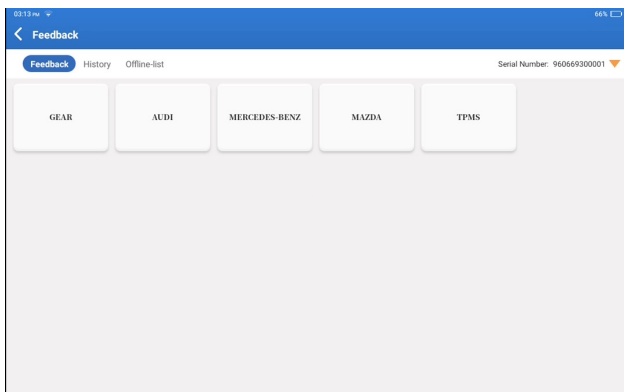 03:13 PM 66%
Feedback
Feedback History Offline-list Serial Number: 960669300001
GEAR AUDI MERCEDES-BENZ MAZDA TPMS